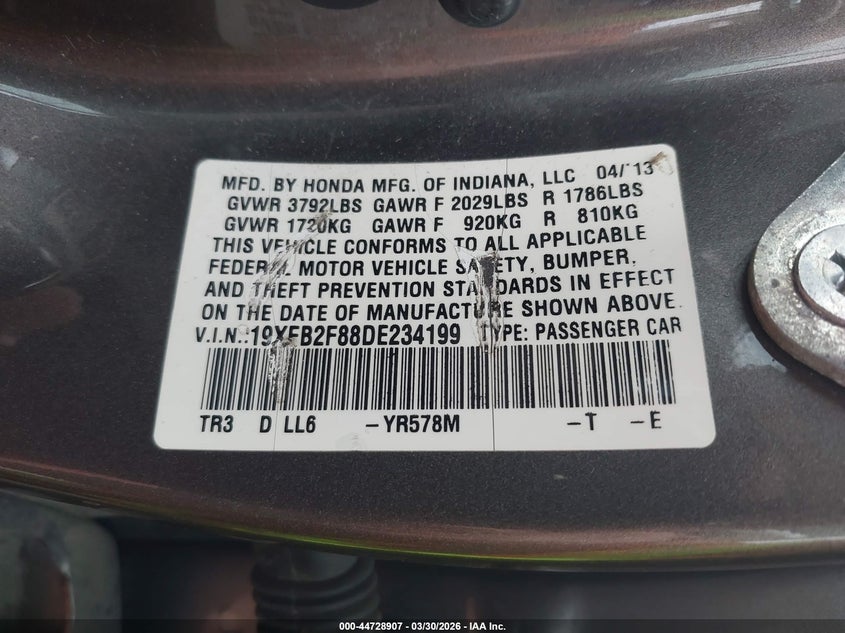 MFD. BY HONDA MFG. OF INDIANA, LLC 04/13
GVWR 3792LBS GAWR F 2029LBS R 1786LBS
GVWR 1720KG GAWR F 920KG R 810KG
THIS VEHICLE CONFORMS TO ALL APPLICABLE
FEDERAL MOTOR VEHICLE SAFETY, BUMPER,
AND THEFT PREVENTION STANDARDS IN EFFECT
ON THE DATE OF MANUFACTURE SHOWN ABOVE.
V.I.N.:19XFB2F88DE234199 TYPE: PASSENGER CAR
TR3 D LL6 -YR578M -T -E
000-44728907 / 03/30/2026 - IAA Inc.